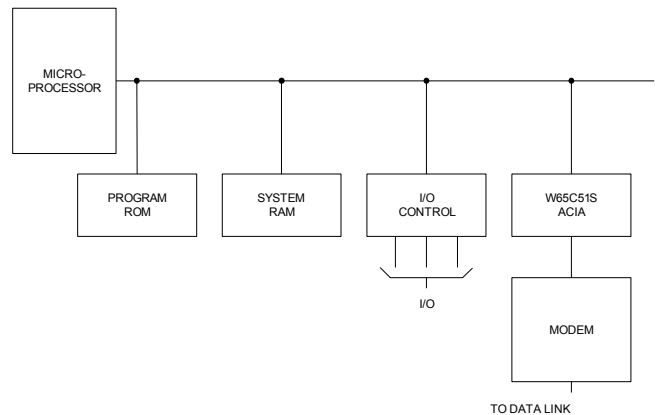 MICRO-
PROCESSOR
PROGRAM
ROM
SYSTEM
RAM
I/O
CONTROL
W65C51S
ACIA
I/O
MODEM
TO DATA LINK